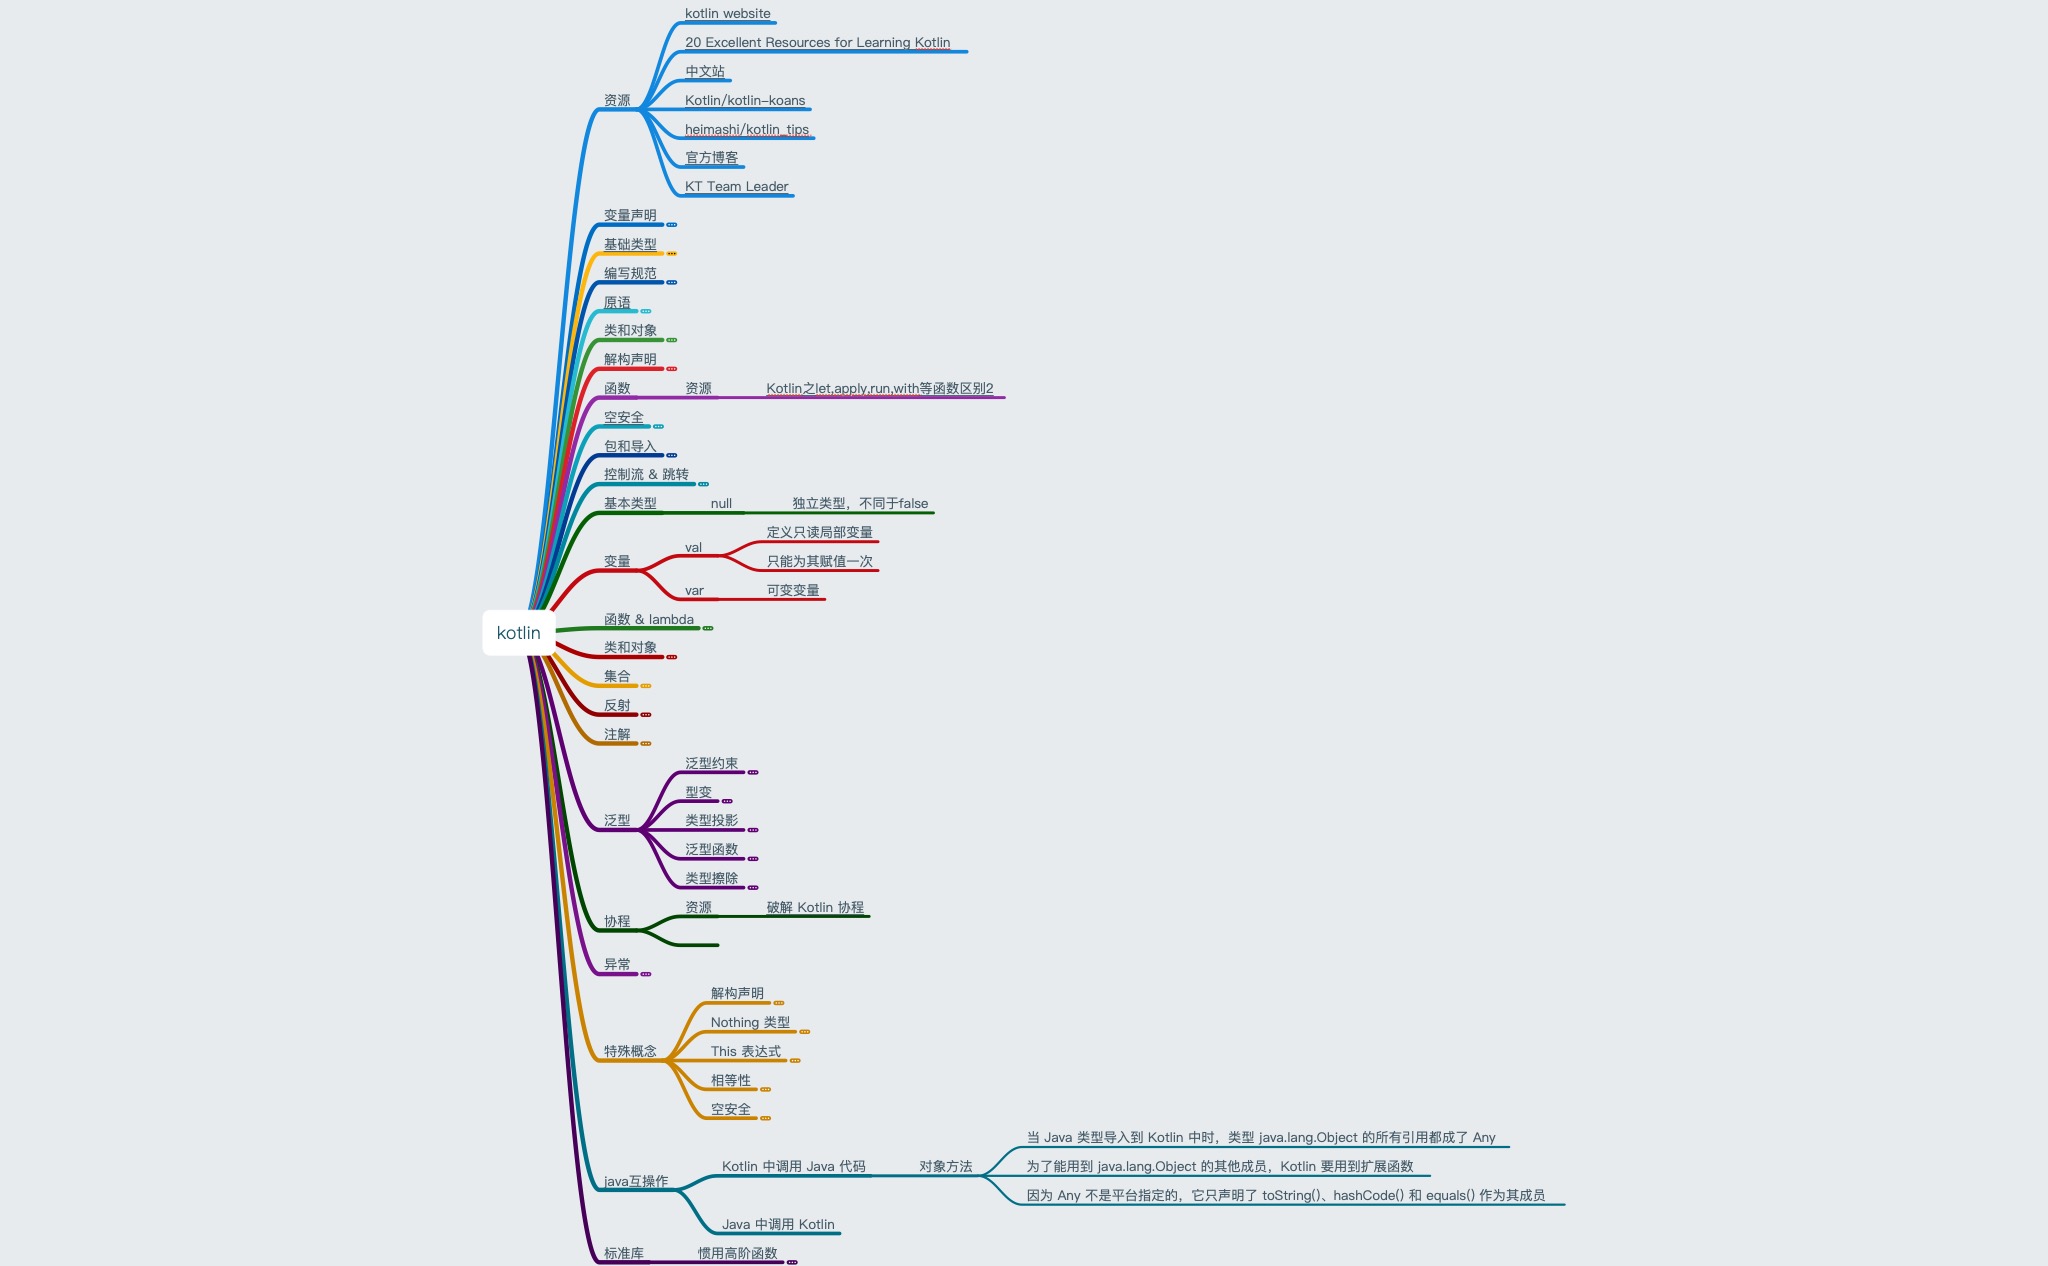 kotlin website
20 Excellent Resources for Learning Kotlin
中文站
资源
Kotlin/kotlin-koans
heimashi/kotlin_tips
官方博客
KT Team Leader
变量声明
基础类型
编写规范
原语
类和对象
解构声明
函数 资源 Kotlin之let,apply,run,with等函数区别2
空安全
包和导入
控制流 & 跳转
基本类型 null 独立类型，不同于false
定义只读局部变量
val
变量
只能为其赋值一次
var 可变变量
函数 & lambda
kotlin
类和对象
集合
反射
注解
泛型约束
型变
泛型 类型投影
泛型函数
类型擦除
资源 破解 Kotlin 协程
协程
异常
解构声明
Nothing 类型
特殊概念 This 表达式
相等性
空安全
当 Java 类型导入到 Kotlin 中时，类型 java.lang.Object 的所有引用都成了 Any
Kotlin 中调用 Java 代码 对象方法 为了能用到 java.lang.Object 的其他成员，Kotlin 要用到扩展函数
java互操作
因为 Any 不是平台指定的，它只声明了 toString()、hashCode() 和 equals() 作为其成员
Java 中调用 Kotlin
标准库 惯用高阶函数